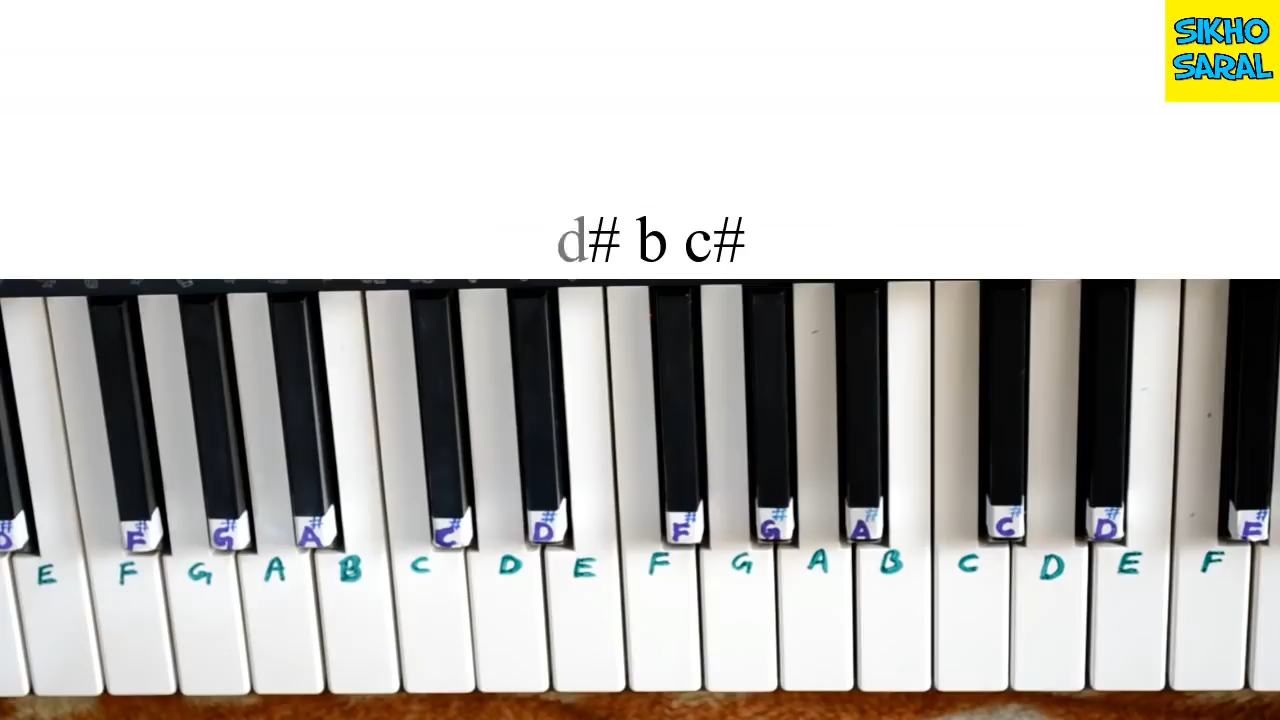 SIKHO
SARAL
d# b c#
D# F# G# A# C# D# F# G# A# C# D# F#
E F G A B C D E F G A B C D E F